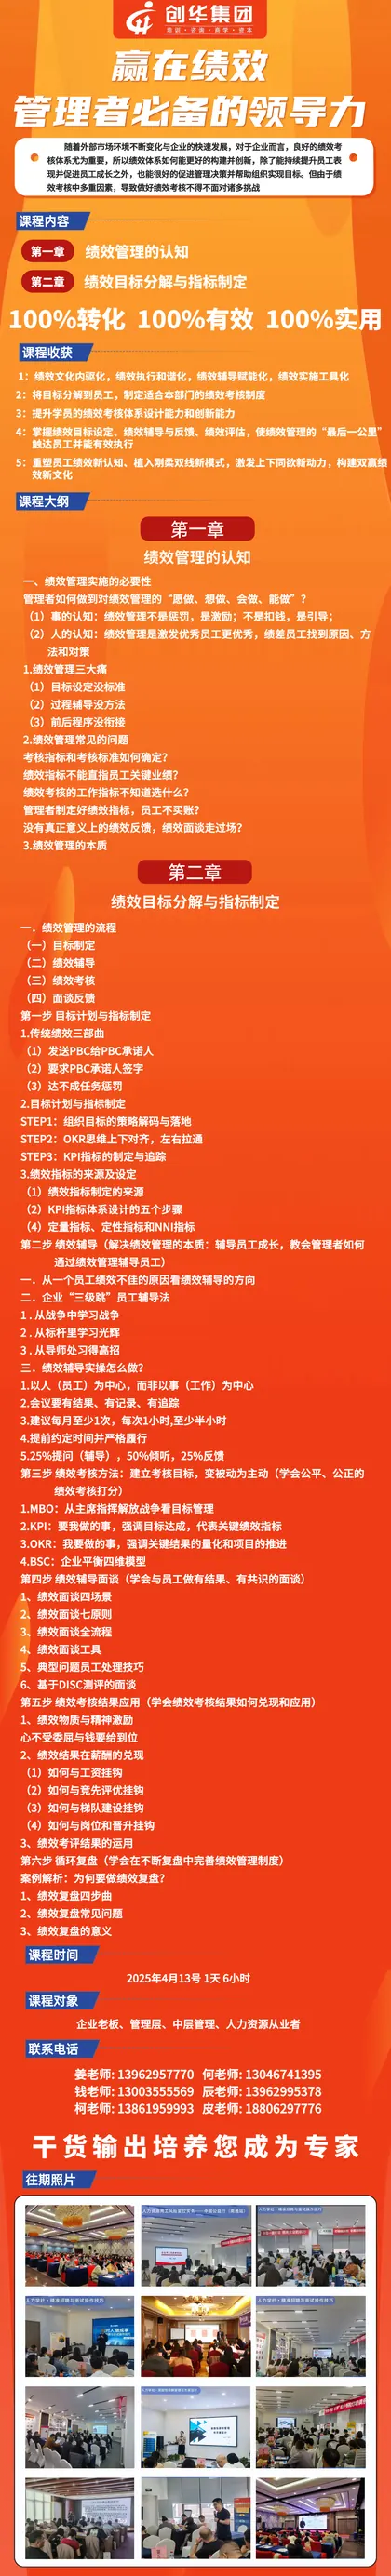 创华集团
培训·咨询·商学·资本
赢在绩效
管理者必备的领导力
随着外部市场环境不断变化与企业的快速发展，对于企业而言，良好的绩效考
核体系尤为重要，所以绩效体系如何能更好的构建并创新，除了能持续提升员工表
现并促进员工成长之外，也能很好的促进管理决策并帮助组织实现目标。但由于绩
效考核中多重因素，导致做好绩效考核不得不面对诸多挑战
课程内容
第一章 绩效管理的认知
第二章 绩效目标分解与指标制定
100%转化 100%有效 100%实用
课程收获
1：绩效文化内驱化，绩效执行和谐化，绩效辅导赋能化，绩效实施工具化
2：将目标分解到员工，制定适合本部门的绩效考核制度
3：提升学员的绩效考核体系设计能力和创新能力
4：掌握绩效目标设定、绩效辅导与反馈、绩效评估，使绩效管理的“最后一公里”
触达员工并能有效执行
5：重塑员工绩效新认知、植入刚柔双线新模式，激发上下同欲新动力，构建双赢绩
效新文化
课程大纲
第一章
绩效管理的认知
一、绩效管理实施的必要性
管理者如何做到对绩效管理的“愿做、想做、会做、能做”？
（1）事的认知：绩效管理不是惩罚，是激励；不是扣钱，是引导；
（2）人的认知：绩效管理是激发优秀员工更优秀，绩差员工找到原因、方
法和对策
1.绩效管理三大痛
（1）目标设定没标准
（2）过程辅导没方法
（3）前后程序没衔接
2.绩效管理常见的问题
考核指标和考核标准如何确定？
绩效指标不能直指员工关键业绩？
绩效考核的工作指标不知道选什么？
管理者制定好绩效指标，员工不买账？
没有真正意义上的绩效反馈，绩效面谈走过场？
3.绩效管理的本质
第二章
绩效目标分解与指标制定
一．绩效管理的流程
（一）目标制定
（二）绩效辅导
（三）绩效考核
（四）面谈反馈
第一步 目标计划与指标制定
1.传统绩效三部曲
（1）发送PBC给PBC承诺人
（2）要求PBC承诺人签字
（3）达不成任务惩罚
2.目标计划与指标制定
STEP1：组织目标的策略解码与落地
STEP2：OKR思维上下对齐，左右拉通
STEP3：KPI指标的制定与追踪
3.绩效指标的来源及设定
（1）绩效指标制定的来源
（2）KPI指标体系设计的五个步骤
（4）定量指标、定性指标和NNI指标
第二步 绩效辅导（解决绩效管理的本质：辅导员工成长，教会管理者如何
通过绩效管理辅导员工）
一．从一个员工绩效不佳的原因看绩效辅导的方向
二．企业“三级跳”员工辅导法
1 . 从战争中学习战争
2 . 从标杆里学习光辉
3 . 从导师处习得高招
三．绩效辅导实操怎么做？
1.以人（员工）为中心，而非以事（工作）为中心
2.会议要有结果、有记录、有追踪
3.建议每月至少1次，每次1小时,至少半小时
4.提前约定时间并严格履行
5.25%提问（辅导），50%倾听，25%反馈
第三步 绩效考核方法：建立考核目标，变被动为主动（学会公平、公正的
绩效考核打分）
1.MBO：从主席指挥解放战争看目标管理
2.KPI：要我做的事，强调目标达成，代表关键绩效指标
3.OKR：我要做的事，强调关键结果的量化和项目的推进
4.BSC：企业平衡四维模型
第四步 绩效辅导面谈（学会与员工做有结果、有共识的面谈）
1、绩效面谈四场景
2、绩效面谈七原则
3、绩效面谈全流程
4、绩效面谈工具
5、典型问题员工处理技巧
6、基于DISC测评的面谈
第五步 绩效考核结果应用（学会绩效考核结果如何兑现和应用）
1、绩效物质与精神激励
心不受委屈与钱要给到位
2、绩效结果在薪酬的兑现
（1）如何与工资挂钩
（2）如何与竞先评优挂钩
（3）如何与梯队建设挂钩
（4）如何与岗位和晋升挂钩
3、绩效考评结果的运用
第六步 循环复盘（学会在不断复盘中完善绩效管理制度）
案例解析：为何要做绩效复盘？
1、绩效复盘四步曲
2、绩效复盘常见问题
3、绩效复盘的意义
课程时间
2025年4月13号 1天 6小时
课程对象
企业老板、管理层、中层管理、人力资源从业者
联系电话
姜老师: 13962957770 何老师: 13046741395
钱老师: 13003555569 辰老师: 13962995378
柯老师: 13861959993 皮老师: 18806297776
干货输出培养您成为专家
往期照片
人力学社·精准招聘与面试操作技巧
人力学社·精准招聘与面试操作技巧
人力学社·精准招聘与面试操作技巧